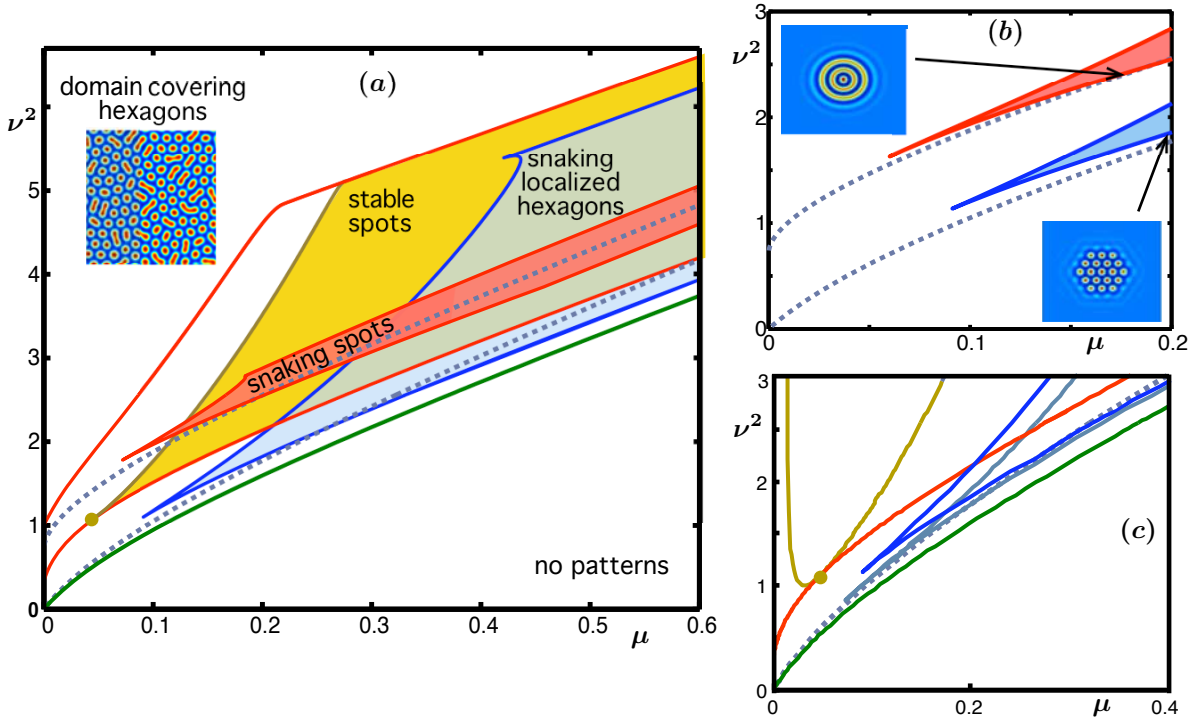 (a)
domain covering
hexagons
ν²
5
4
3
2
1
0
stable
spots
snaking
localized
hexagons
snaking spots
no patterns
0
0.1
0.2
0.3
0.4
0.5
0.6
μ
3
(b)
ν²
2
1
0
0.1
μ
0.2
3
ν²
2
1
0
(c)
0
0.2
μ
0.4